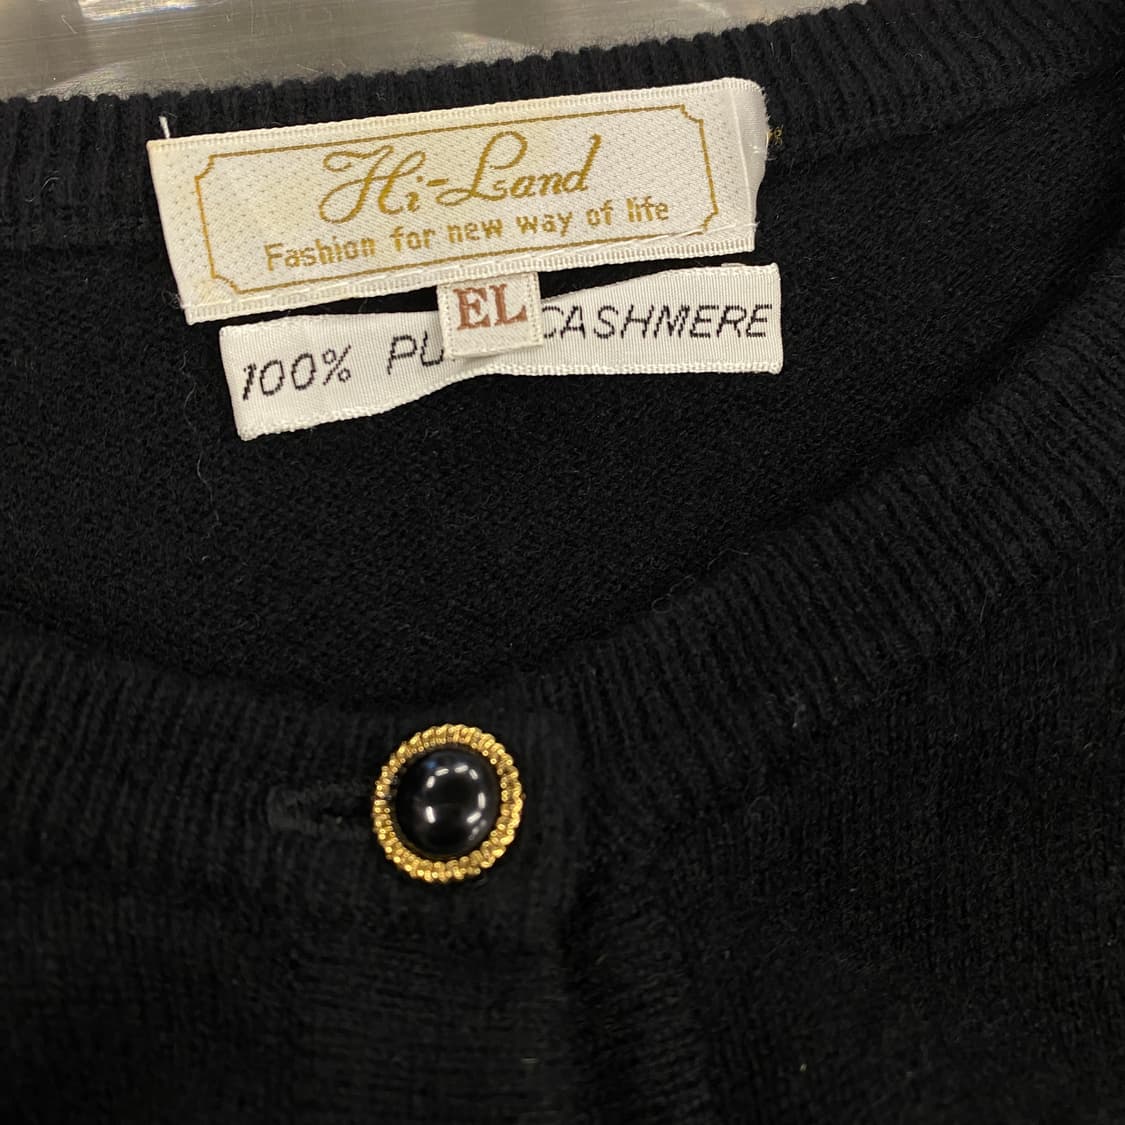 Hi-Land
Fashion for new way of life
EL
100% PU CASHMERE